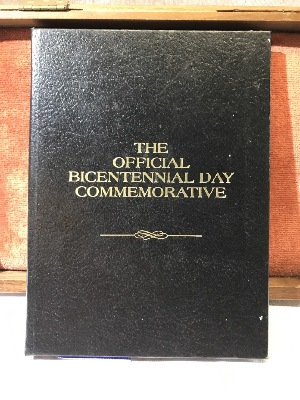 THE
OFFICIAL
BICENTENNIAL DAY
COMMEMORATIVE